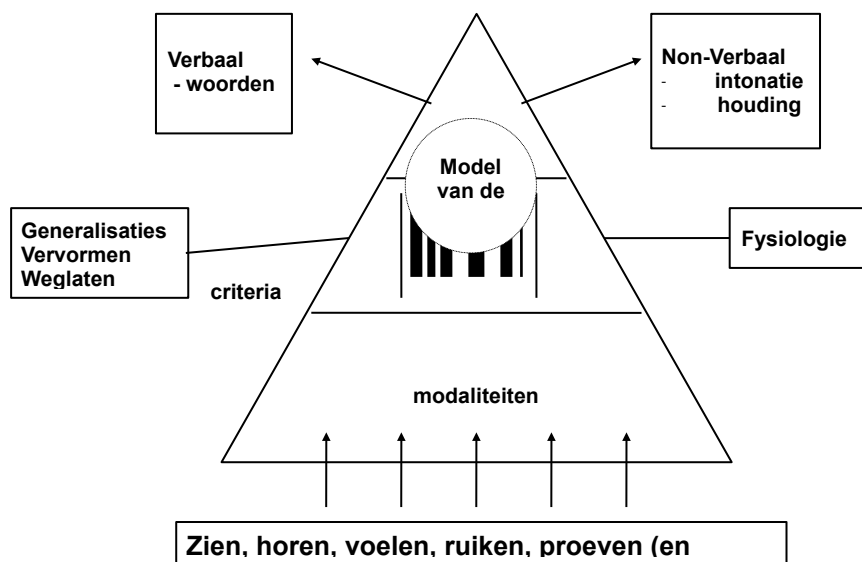 Verbaal
- woorden
Non-Verbaal
- intonatie
- houding
Model
van de
Generalisaties
Vervormen
Weglaten
criteria
Fysiologie
modaliteiten
Zien, horen, voelen, ruiken, proeven (en